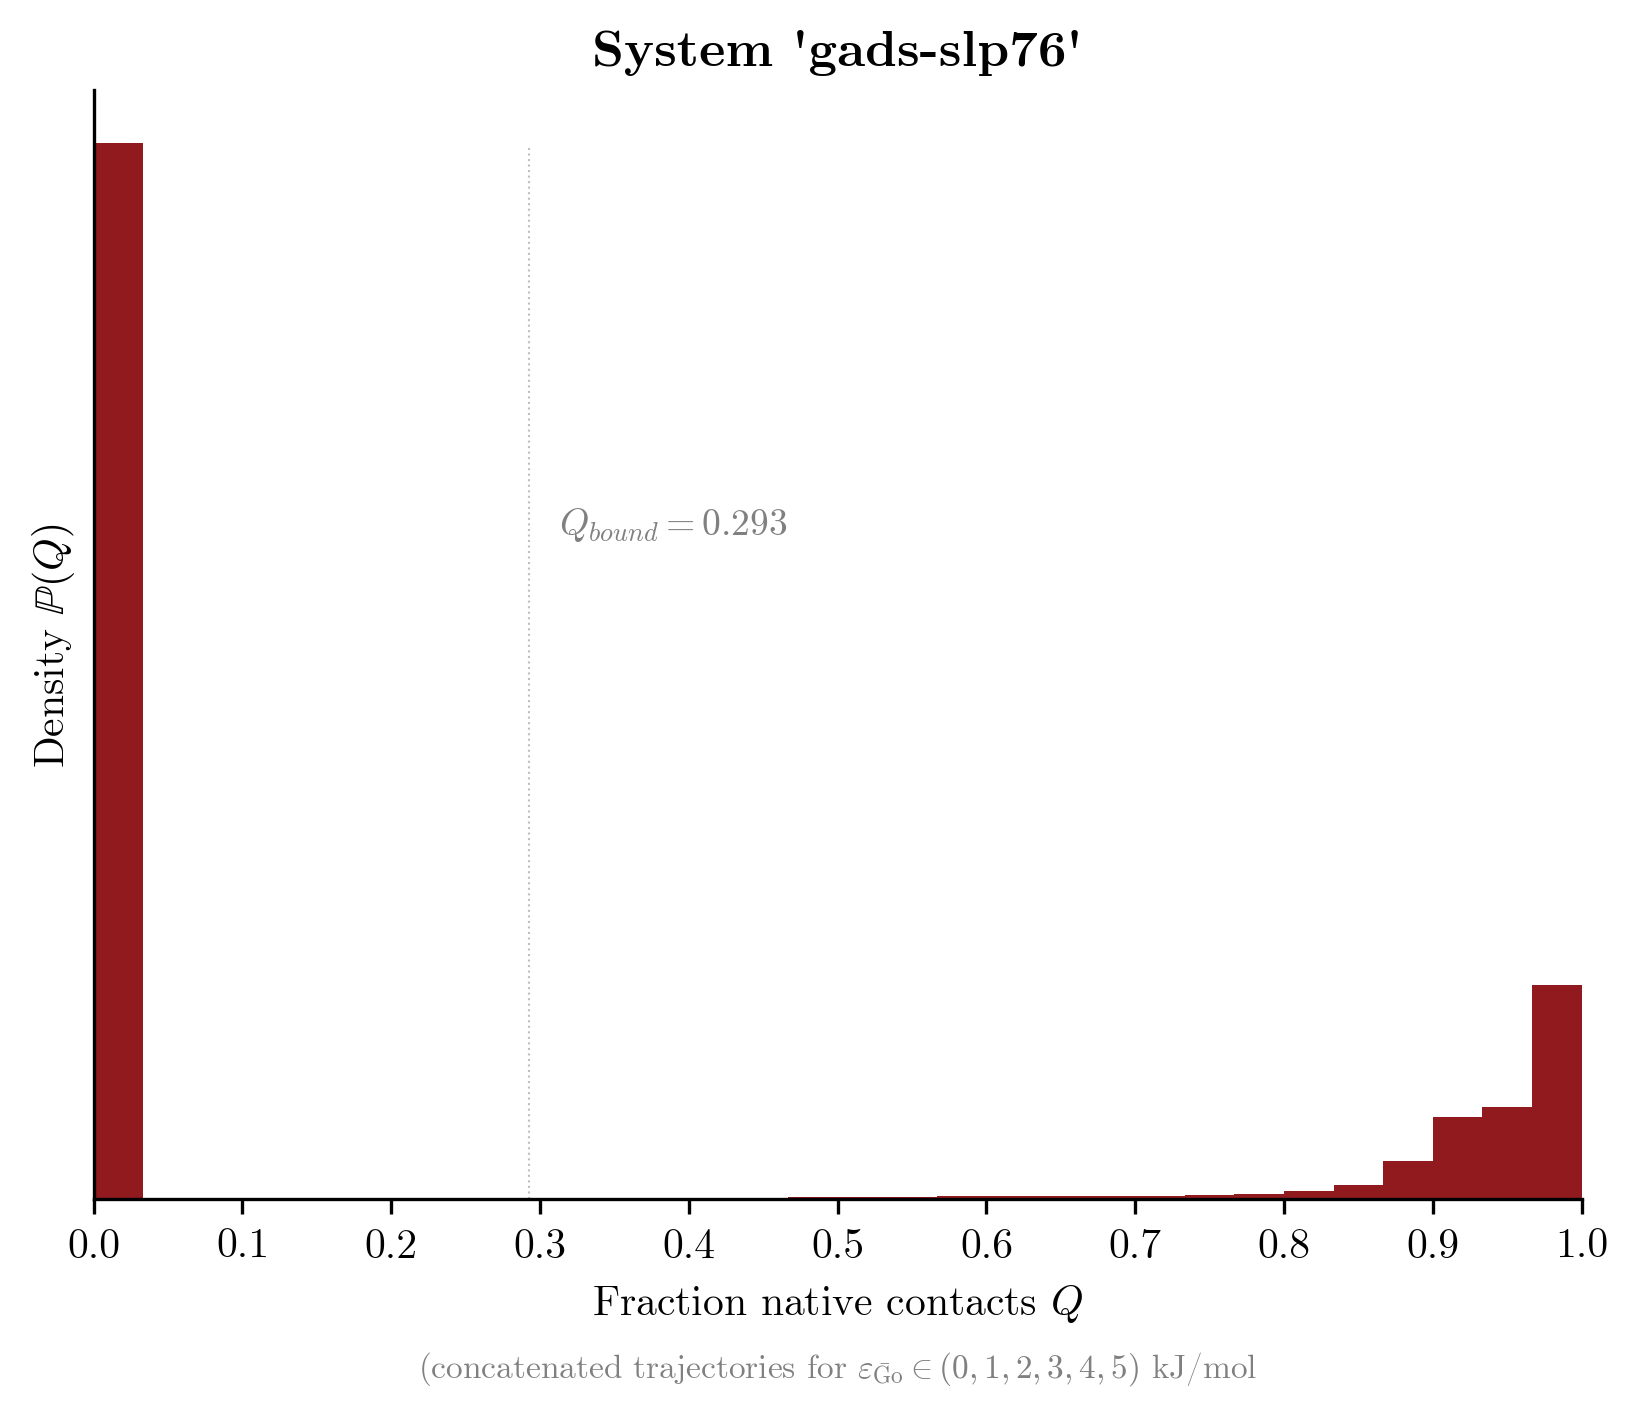 System 'gads-slp76'
Density ℙ(Q)
Q_bound = 0.293
0.0 0.1 0.2 0.3 0.4 0.5 0.6 0.7 0.8 0.9 1.0
Fraction native contacts Q
(concatenated trajectories for ε_Ḡo ∈ (0, 1, 2, 3, 4, 5) kJ/mol